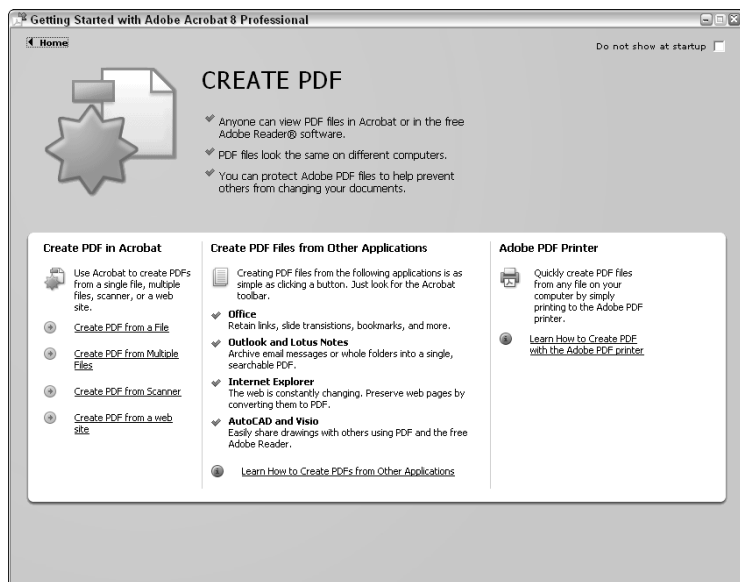 Getting Started with Adobe Acrobat 8 Professional
Home
Do not show at startup
CREATE PDF
Anyone can view PDF files in Acrobat or in the free
Adobe Reader® software.
PDF files look the same on different computers.
You can protect Adobe PDF files to help prevent
others from changing your documents.
Create PDF in Acrobat
Use Acrobat to create PDFs
from a single file, multiple
files, scanner, or a web
site.
Create PDF from a File
Create PDF from Multiple
Files
Create PDF from Scanner
Create PDF from a web
site
Create PDF Files from Other Applications
Creating PDF files from the following applications is as
simple as clicking a button. Just look for the Acrobat
toolbar.
Office
Retain links, slide transistions, bookmarks, and more.
Outlook and Lotus Notes
Archive email messages or whole folders into a single,
searchable PDF.
Internet Explorer
The web is constantly changing. Preserve web pages by
converting them to PDF.
AutoCAD and Visio
Easily share drawings with others using PDF and the free
Adobe Reader.
Learn How to Create PDFs from Other Applications
Adobe PDF Printer
Quickly create PDF files
from any file on your
computer by simply
printing to the Adobe PDF
printer.
Learn How to Create PDF
with the Adobe PDF printer